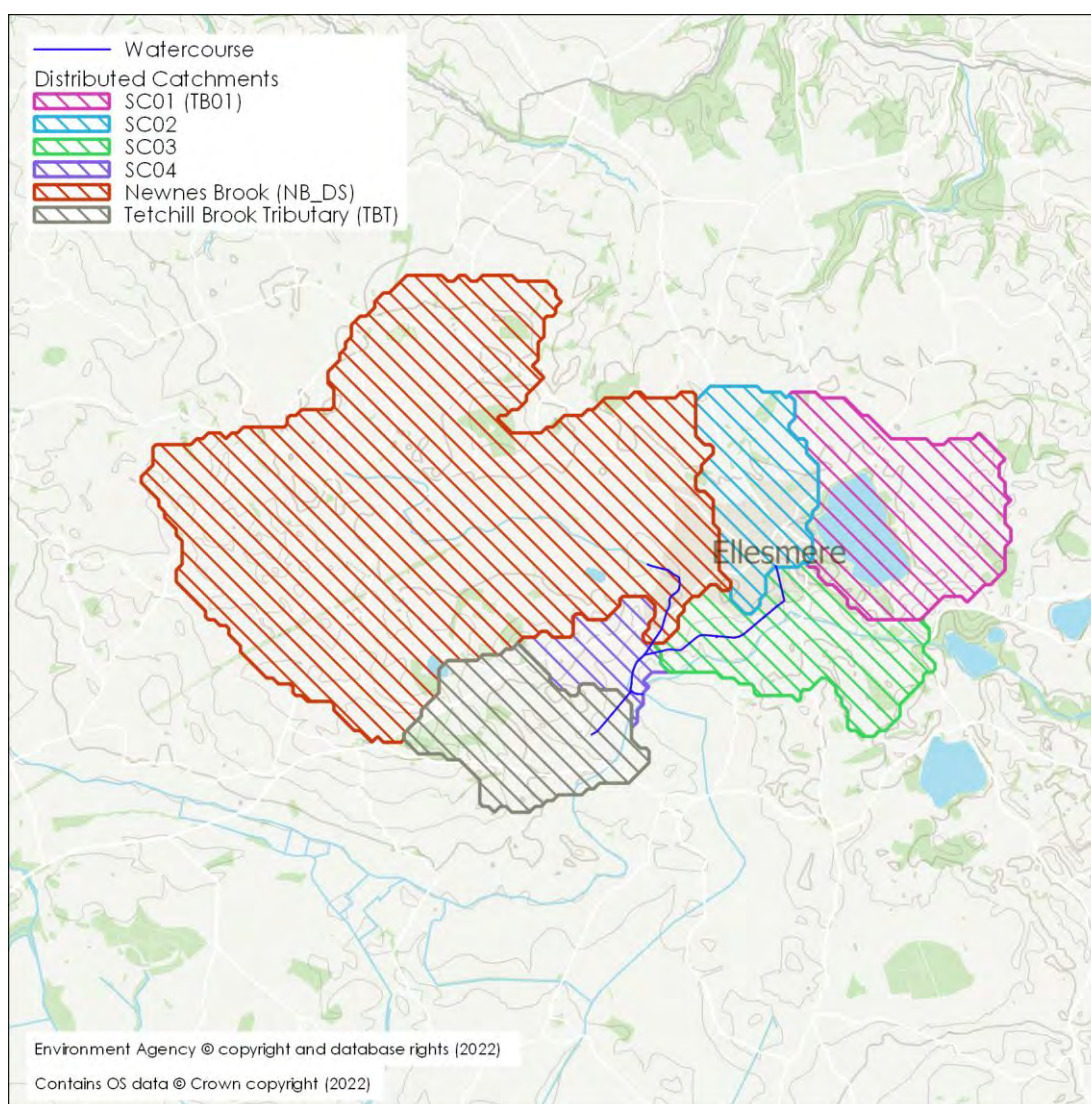 Watercourse
Distributed Catchments
SC01 (TB01)
SC02
SC03
SC04
Newnes Brook (NB_DS)
Tetchill Brook Tributary (TBT)
Ellesmere
Environment Agency © copyright and database rights (2022)
Contains OS data © Crown copyright (2022)